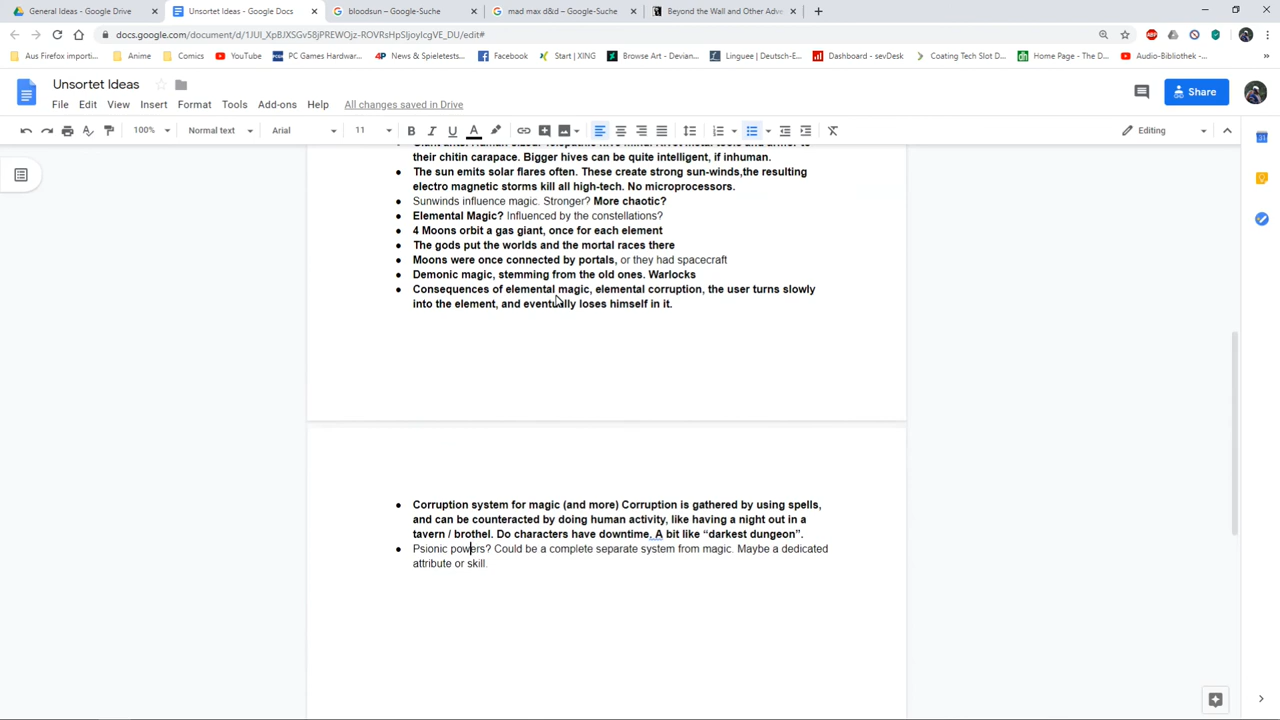 General Ideas - Google Drive
Unsortet Ideas - Google Docs
bloodsun – Google-Suche
mad max d&d – Google-Suche
Beyond the Wall and Other Adve
docs.google.com/document/d/1JUI_XpBJXSGv58jPREWOjz-ROVRsHpSljoyIcgVE_DU/edit#
Aus Firefox importi...
Anime
Comics
YouTube
PC Games Hardwar...
News & Spieletests...
Facebook
Start | XING
Browse Art - Devian...
Linguee | Deutsch-E...
Dashboard - sevDesk
Coating Tech Slot D...
Home Page - The D...
Audio-Bibliothek -...
Unsortet Ideas
File Edit View Insert Format Tools Add-ons Help All changes saved in Drive
Share
100% Normal text Arial 11 B I U A Editing
their chitin carapace. Bigger hives can be quite intelligent, if inhuman.
● The sun emits solar flares often. These create strong sun-winds,the resulting
electro magnetic storms kill all high-tech. No microprocessors.
● Sunwinds influence magic. Stronger? More chaotic?
● Elemental Magic? Influenced by the constellations?
● 4 Moons orbit a gas giant, once for each element
● The gods put the worlds and the mortal races there
● Moons were once connected by portals, or they had spacecraft
● Demonic magic, stemming from the old ones. Warlocks
● Consequences of elemental magic, elemental corruption, the user turns slowly
into the element, and eventually loses himself in it.
● Corruption system for magic (and more) Corruption is gathered by using spells,
and can be counteracted by doing human activity, like having a night out in a
tavern / brothel. Do characters have downtime. A bit like “darkest dungeon”.
● Psionic powers? Could be a complete separate system from magic. Maybe a dedicated
attribute or skill.